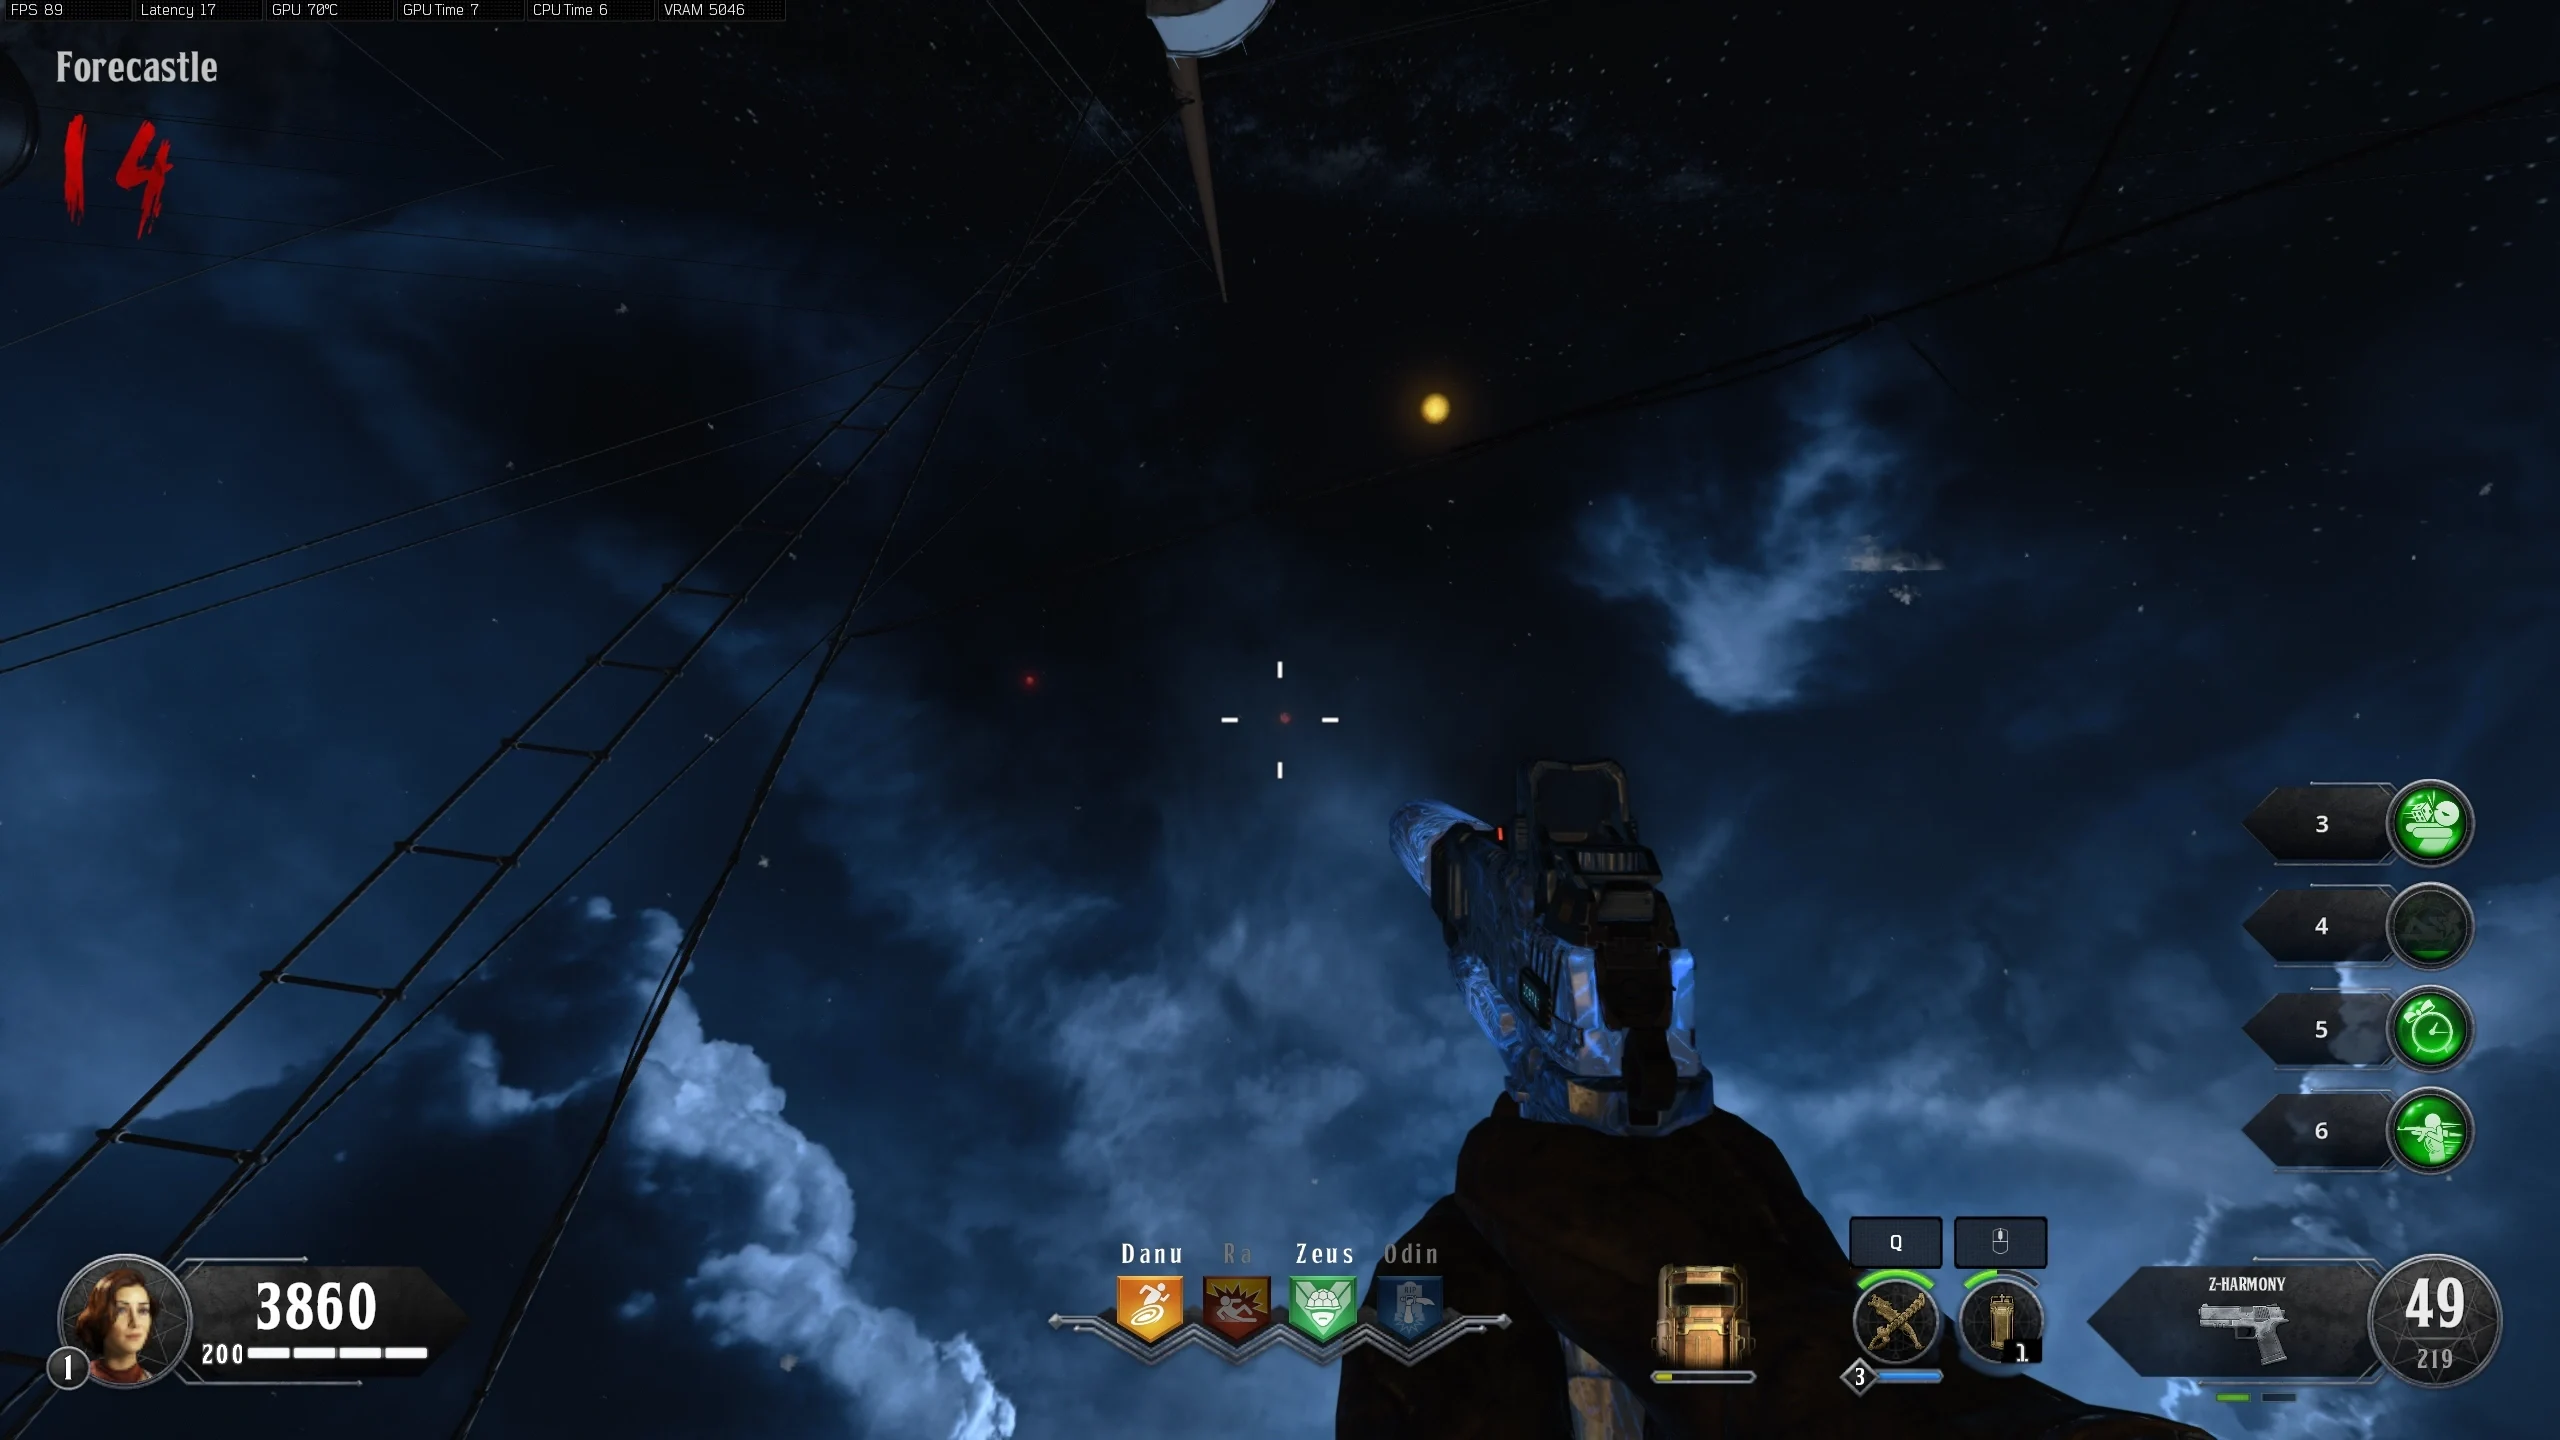 FPS 89 Latency 17 GPU 70°C GPU Time 7 CPU Time 6 VRAM 5046
Forecastle
14
3
4
5
6
Danu Ra Zeus Odin
Q
3860
200
1
3
1
Z-HARMONY
49
219